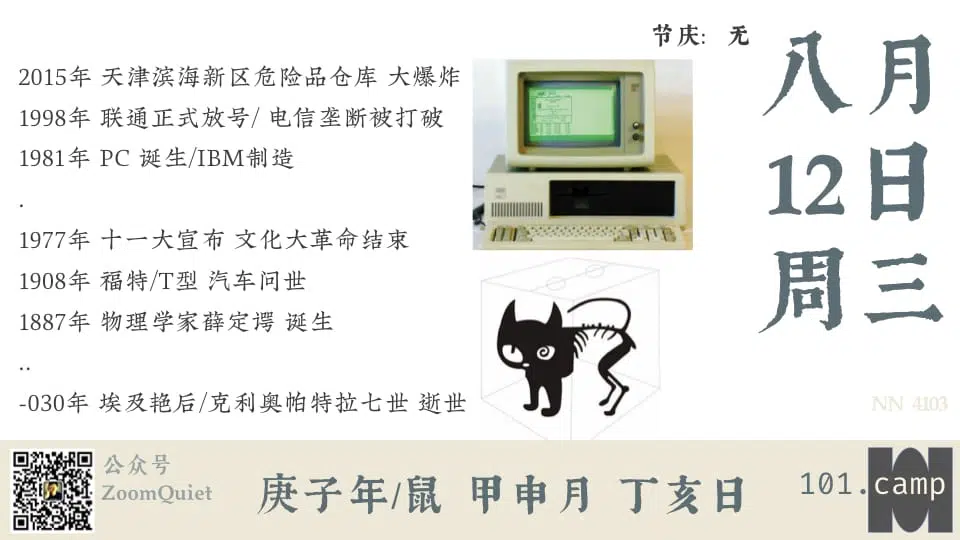 节庆: 无
2015年 天津滨海新区危险品仓库 大爆炸
1998年 联通正式放号/ 电信垄断被打破
1981年 PC 诞生/IBM制造
.
1977年 十一大宣布 文化大革命结束
1908年 福特/T型 汽车问世
1887年 物理学家薛定谔 诞生
..
-030年 埃及艳后/克利奥帕特拉七世 逝世
八月
12日
周三
NN 4103
公众号
ZoomQuiet
庚子年/鼠 甲申月 丁亥日
101.camp